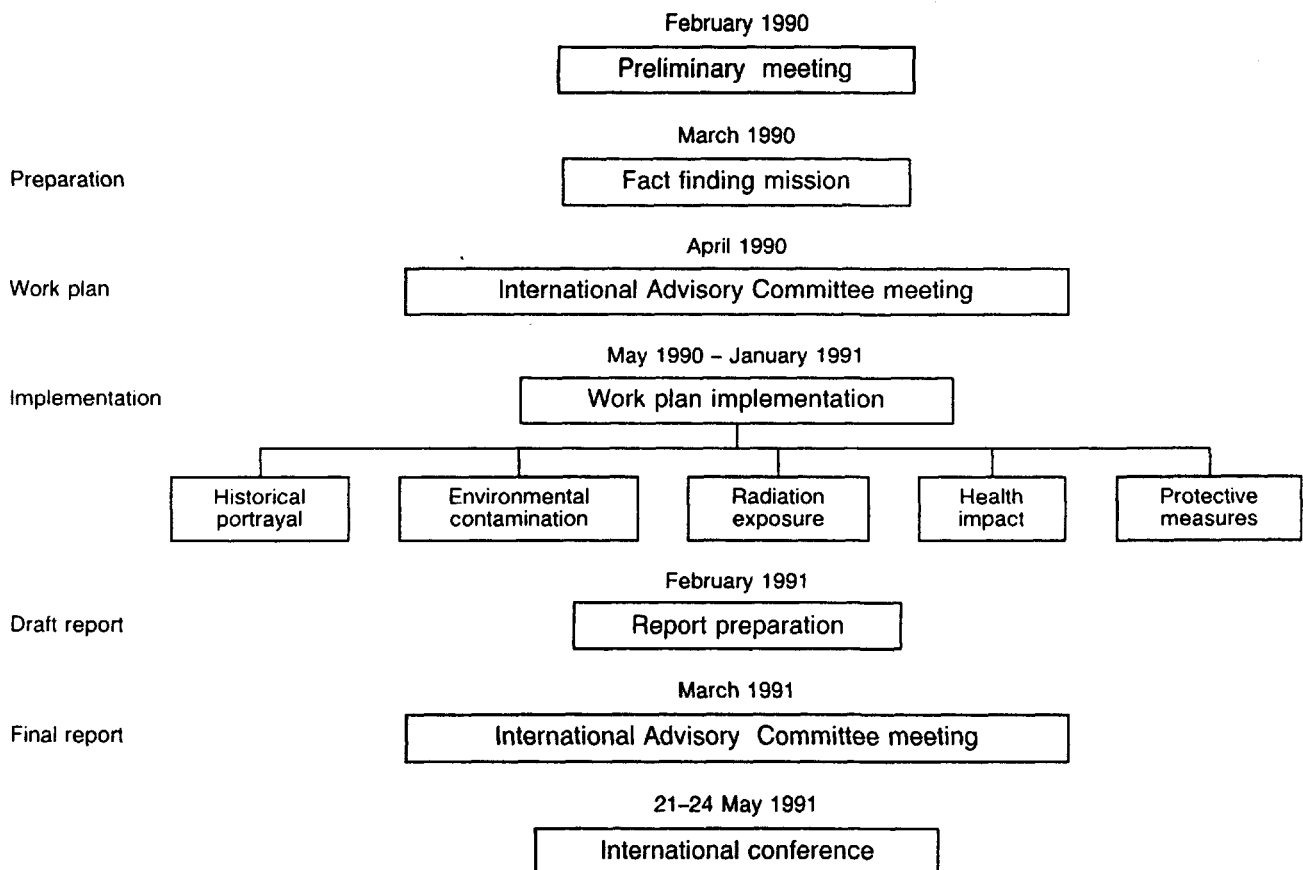 February 1990
Preliminary meeting
March 1990
Preparation
Fact finding mission
April 1990
Work plan
International Advisory Committee meeting
May 1990 – January 1991
Implementation
Work plan implementation
Historical
portrayal
Environmental
contamination
Radiation
exposure
Health
impact
Protective
measures
February 1991
Draft report
Report preparation
March 1991
Final report
International Advisory Committee meeting
21–24 May 1991
International conference